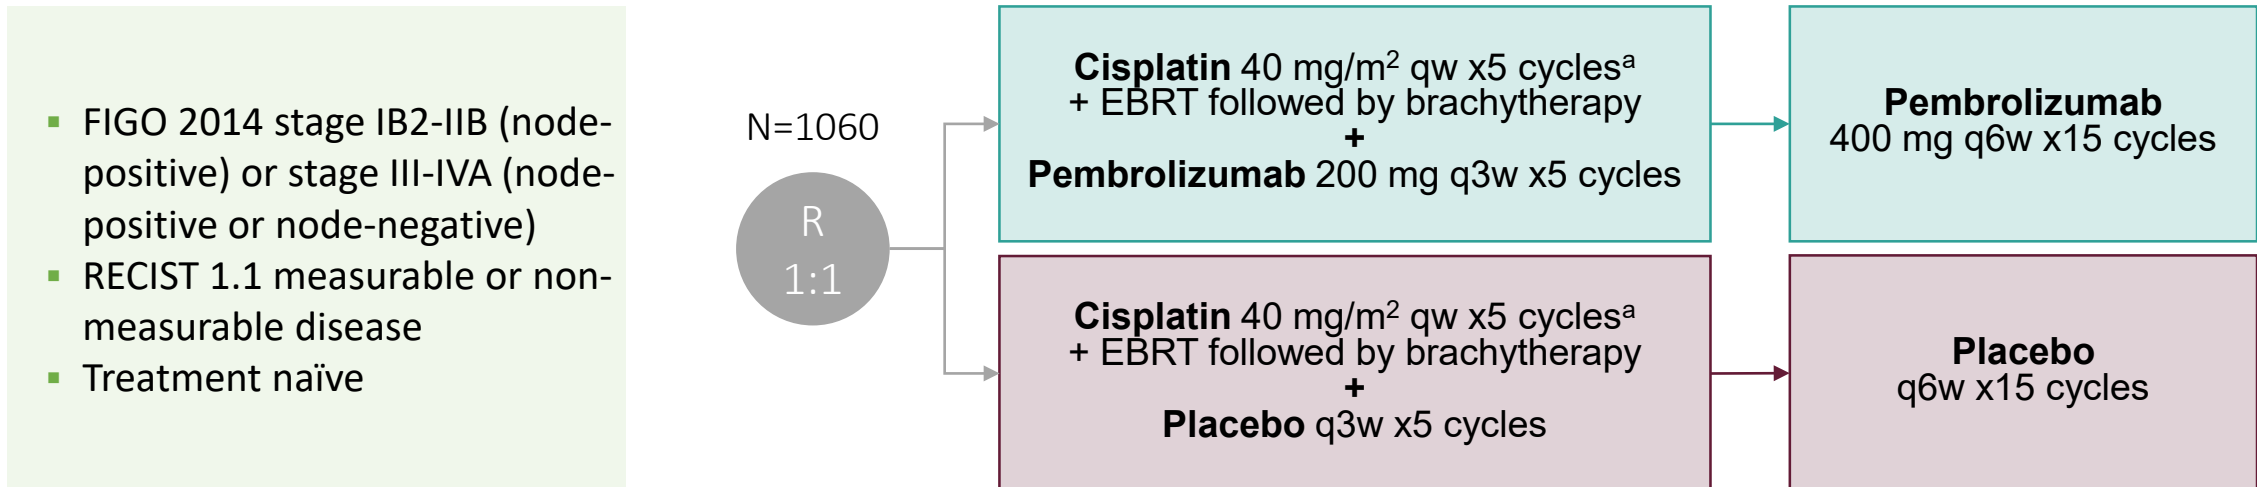 ▪ FIGO 2014 stage IB2-IIB (node-
positive) or stage III-IVA (node-
positive or node-negative)
▪ RECIST 1.1 measurable or non-
measurable disease
▪ Treatment naïve
N=1060
R
1:1
Cisplatin 40 mg/m² qw x5 cyclesᵃ
+ EBRT followed by brachytherapy
+
Pembrolizumab 200 mg q3w x5 cycles
Pembrolizumab
400 mg q6w x15 cycles
Cisplatin 40 mg/m² qw x5 cyclesᵃ
+ EBRT followed by brachytherapy
+
Placebo q3w x5 cycles
Placebo
q6w x15 cycles